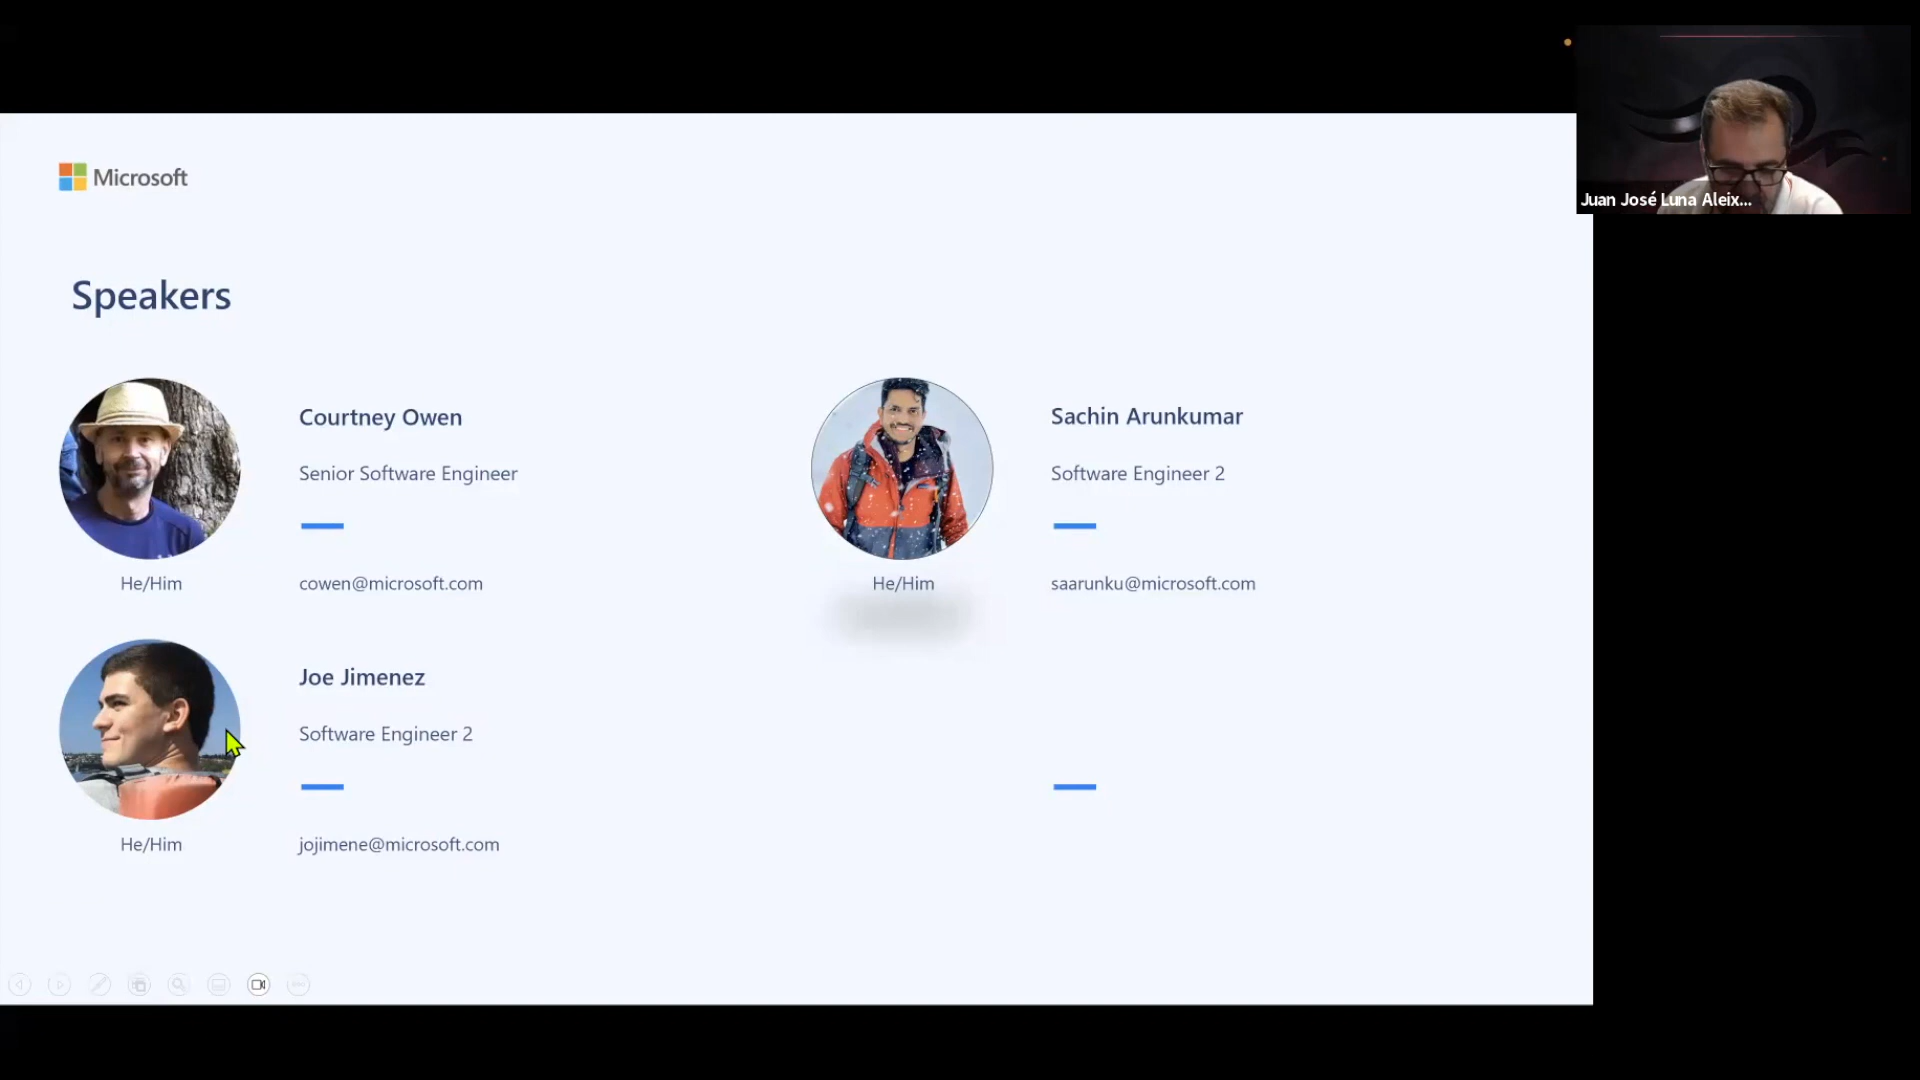 Microsoft
Juan José Luna Aleix...
Speakers
Courtney Owen
Senior Software Engineer
He/Him
cowen@microsoft.com
Sachin Arunkumar
Software Engineer 2
He/Him
saarunku@microsoft.com
Joe Jimenez
Software Engineer 2
He/Him
jojimene@microsoft.com